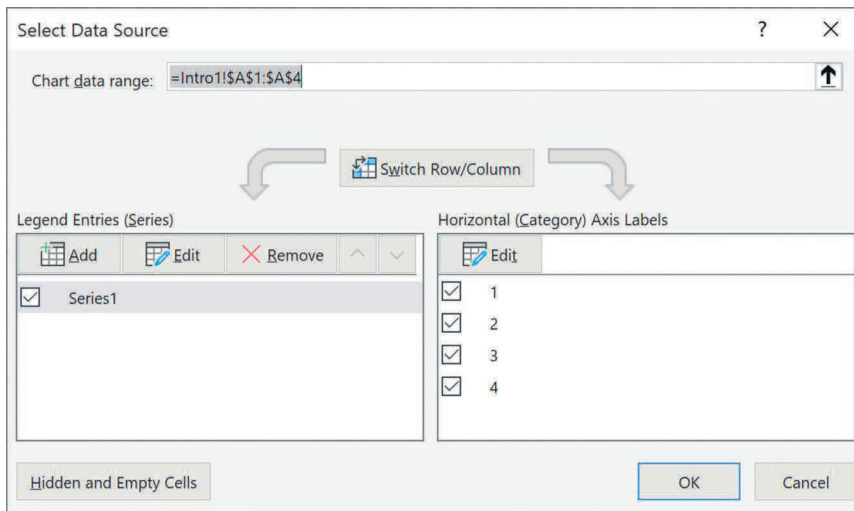 Select Data Source ?
Chart data range: =Intro1!$A$1:$A$4
Switch Row/Column
Legend Entries (Series)
Add Edit Remove
Series1
Horizontal (Category) Axis Labels
Edit
1
2
3
4
Hidden and Empty Cells
OK Cancel